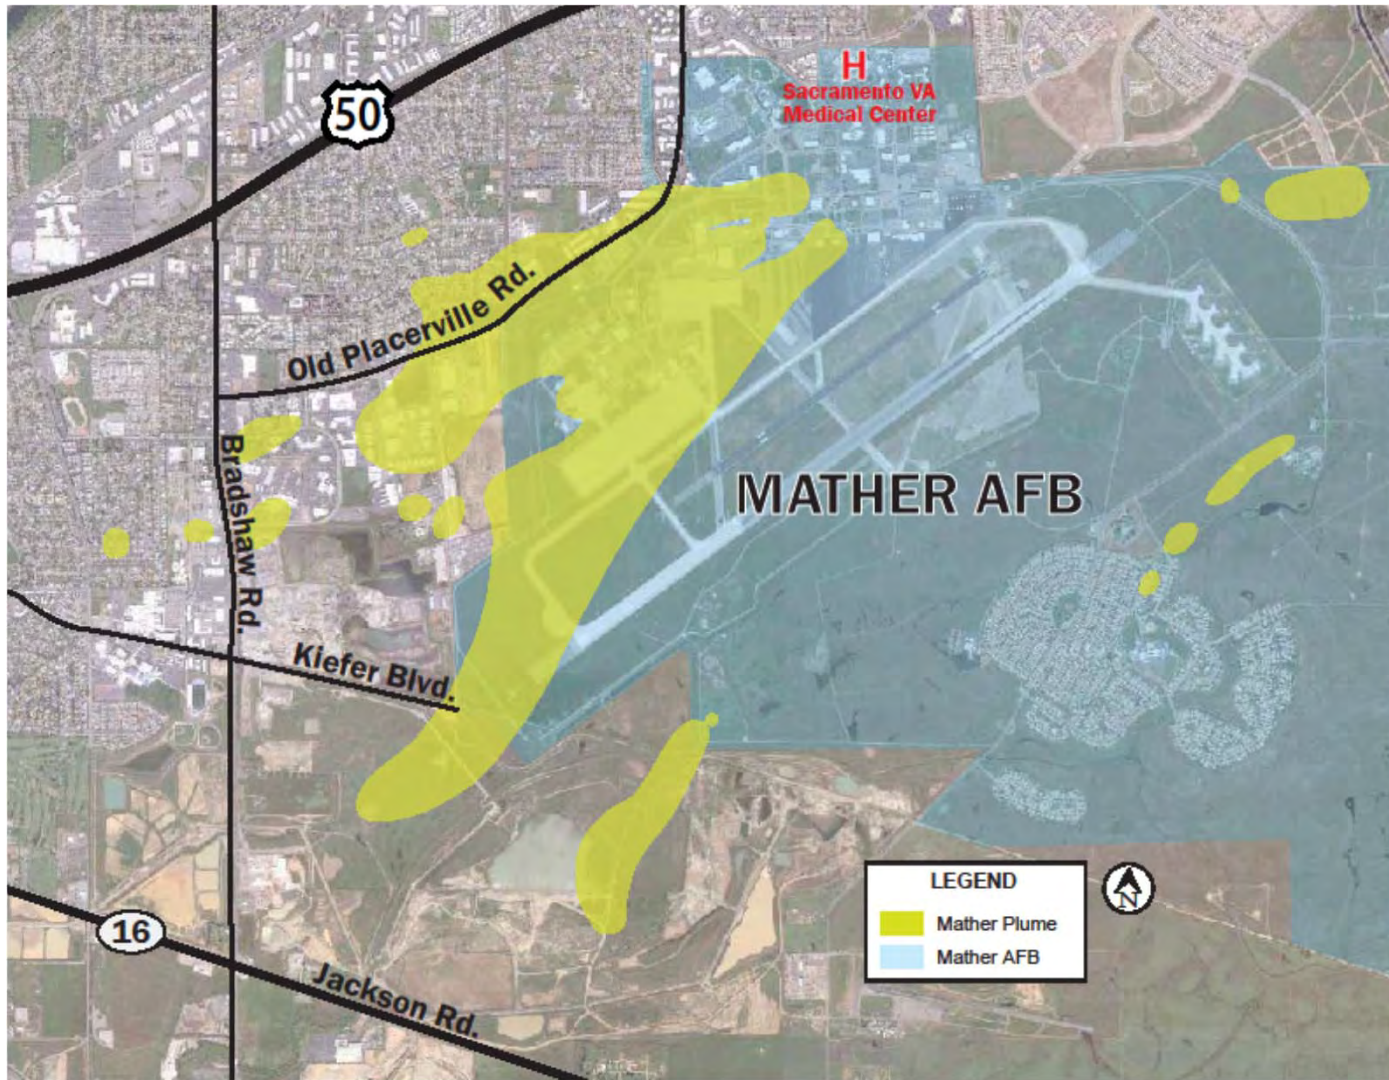 50
H
Sacramento VA
Medical Center
Old Placerville Rd.
Bradshaw Rd.
MATHER AFB
Kiefer Blvd.
LEGEND
Mather Plume
Mather AFB
N
16
Jackson Rd.